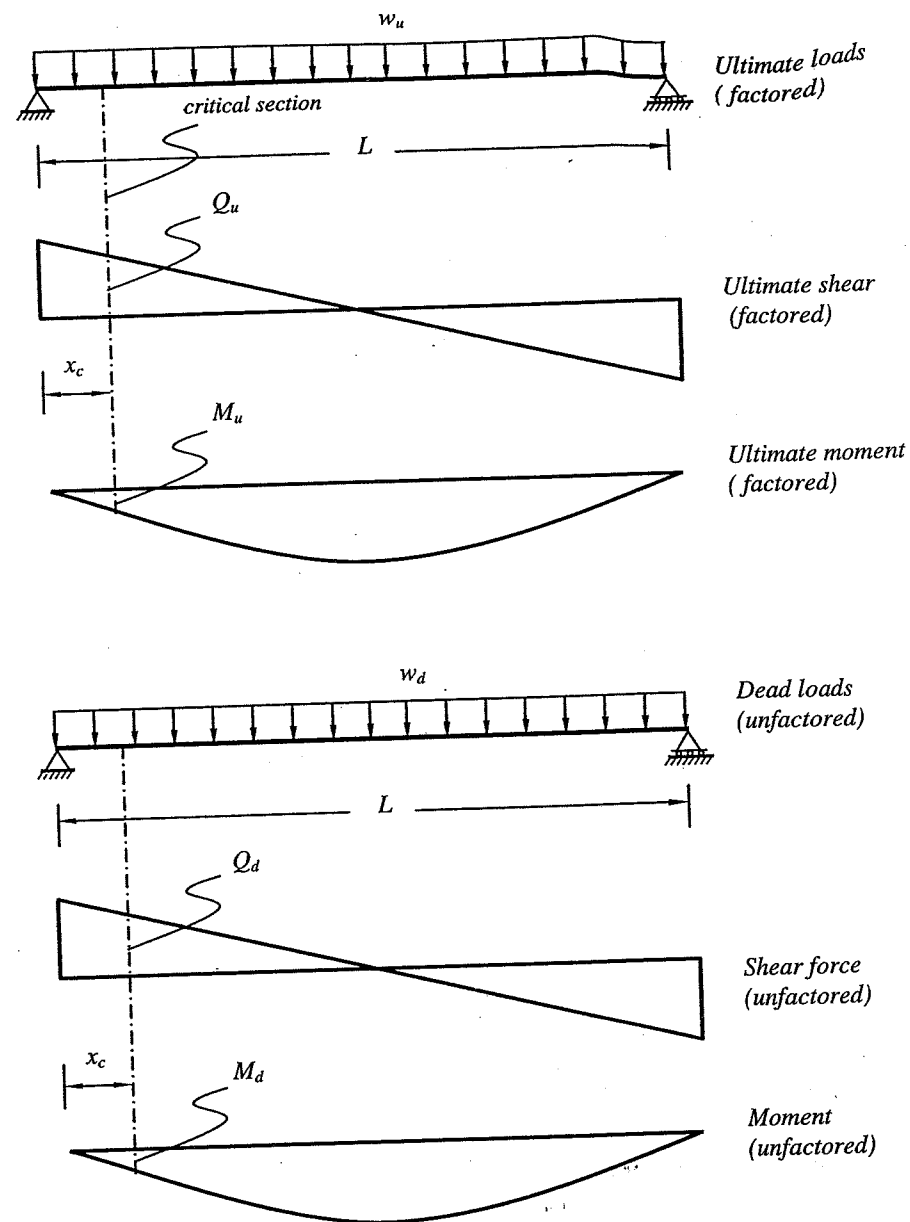 w_u
Ultimate loads
( factored)
critical section
L
Q_u
Ultimate shear
(factored)
x_c
M_u
Ultimate moment
( factored)
w_d
Dead loads
(unfactored)
L
Q_d
Shear force
(unfactored)
x_c
M_d
Moment
(unfactored)